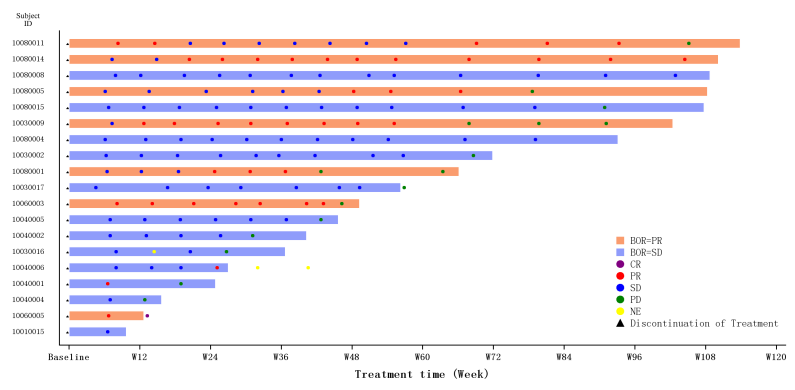 Subject
ID
10080011
10080014
10080008
10080005
10080015
10030009
10080004
10030002
10080001
10030017
10060003
10040005
10040002
10030016
10040006
10040001
10040004
10060005
10010015
BOR=PR
BOR=SD
CR
PR
SD
PD
NE
Discontinuation of Treatment
Baseline W12 W24 W36 W48 W60 W72 W84 W96 W108 W120
Treatment time (Week)